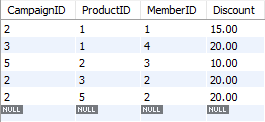 CampaignID ProductID MemberID Discount
2 1 1 15.00
3 1 4 20.00
5 2 3 10.00
2 3 2 20.00
2 5 2 20.00
NULL NULL NULL NULL